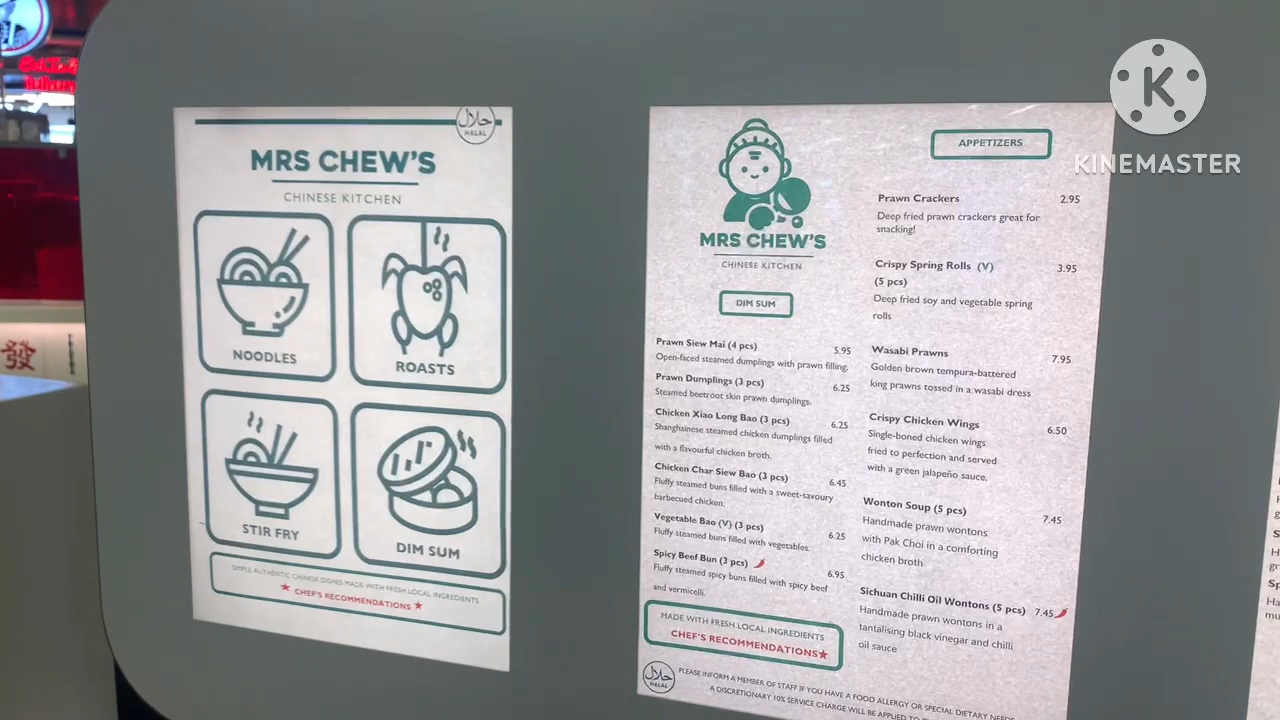 حلال
HALAL
MRS CHEW'S
CHINESE KITCHEN
NOODLES
ROASTS
STIR FRY
DIM SUM
SIMPLE AUTHENTIC CHINESE DISHES MADE WITH FRESH LOCAL INGREDIENTS
★ CHEF'S RECOMMENDATIONS ★
MRS CHEW'S
CHINESE KITCHEN
DIM SUM
Prawn Siew Mai (4 pcs) 5.95
Open-faced steamed dumplings with prawn filling.
Prawn Dumplings (3 pcs) 6.25
Steamed beetroot skin prawn dumplings.
Chicken Xiao Long Bao (3 pcs) 6.25
Shanghainese steamed chicken dumplings filled
with a flavourful chicken broth.
Chicken Char Siew Bao (3 pcs) 6.45
Fluffy steamed buns filled with a sweet-savoury
barbecued chicken.
Vegetable Bao (V) (3 pcs) 6.25
Fluffy steamed buns filled with vegetables.
Spicy Beef Bun (3 pcs) 6.95
Fluffy steamed spicy buns filled with spicy beef
and vermicelli.
MADE WITH FRESH LOCAL INGREDIENTS
CHEF'S RECOMMENDATIONS★
APPETIZERS
Prawn Crackers 2.95
Deep fried prawn crackers great for
snacking!
Crispy Spring Rolls (V) 3.95
(5 pcs)
Deep fried soy and vegetable spring
rolls
Wasabi Prawns 7.95
Golden brown tempura-battered
king prawns tossed in a wasabi dress
Crispy Chicken Wings 6.50
Single-boned chicken wings
fried to perfection and served
with a green jalapeño sauce.
Wonton Soup (5 pcs) 7.45
Handmade prawn wontons
with Pak Choi in a comforting
chicken broth
Sichuan Chilli Oil Wontons (5 pcs) 7.45
Handmade prawn wontons in a
tantalising black vinegar and chilli
oil sauce
حلال
HALAL
PLEASE INFORM A MEMBER OF STAFF IF YOU HAVE A FOOD ALLERGY OR SPECIAL DIETARY NEEDS
A DISCRETIONARY 10% SERVICE CHARGE WILL BE APPLIED TO
發
K
KINEMASTER